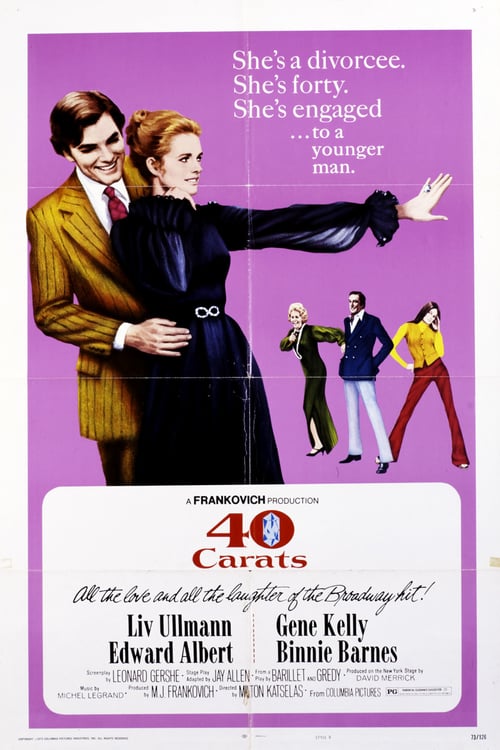 She's a divorcee.
She's forty.
She's engaged
...to a
younger
man.
A FRANKOVICH PRODUCTION
40
Carats
All the love and all the laughter of the Broadway hit!
Liv Ullmann Gene Kelly
Edward Albert Binnie Barnes
Screenplay by LEONARD GERSHE Stage Play Adapted by JAY ALLEN From a Play by BARILLET and GREDY Produced on the New York Stage by DAVID MERRICK
Music by MICHEL LEGRAND Produced by M.J. FRANKOVICH Directed by MILTON KATSELAS From COLUMBIA PICTURES PG
STYLE B
73/126